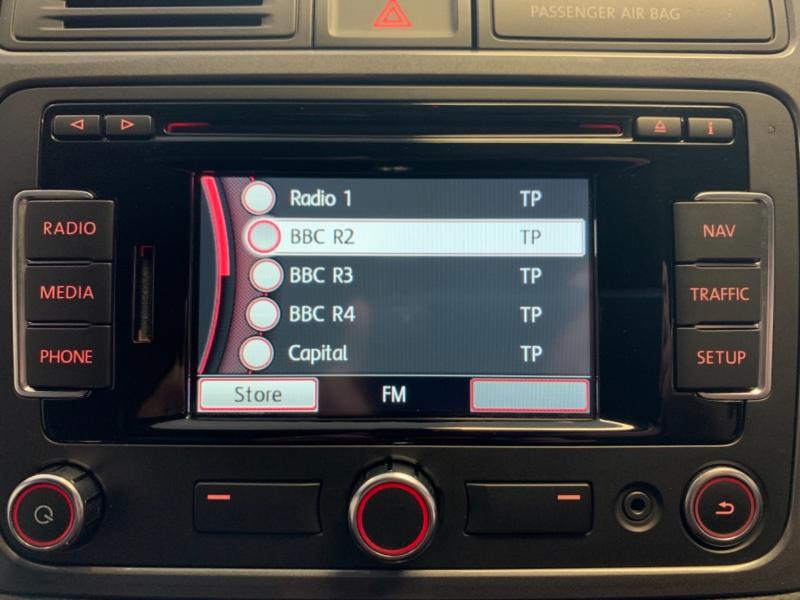 PASSENGER AIR BAG
i
RADIO
MEDIA
PHONE
Radio 1 TP
BBC R2 TP
BBC R3 TP
BBC R4 TP
Capital TP
Store FM
NAV
TRAFFIC
SETUP